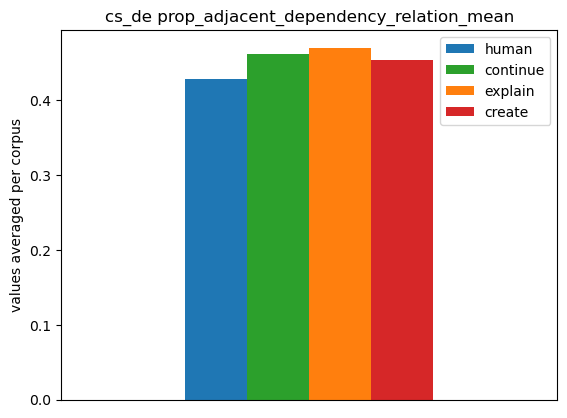 cs_de prop_adjacent_dependency_relation_mean
human
continue
explain
create
values averaged per corpus
0.4
0.3
0.2
0.1
0.0